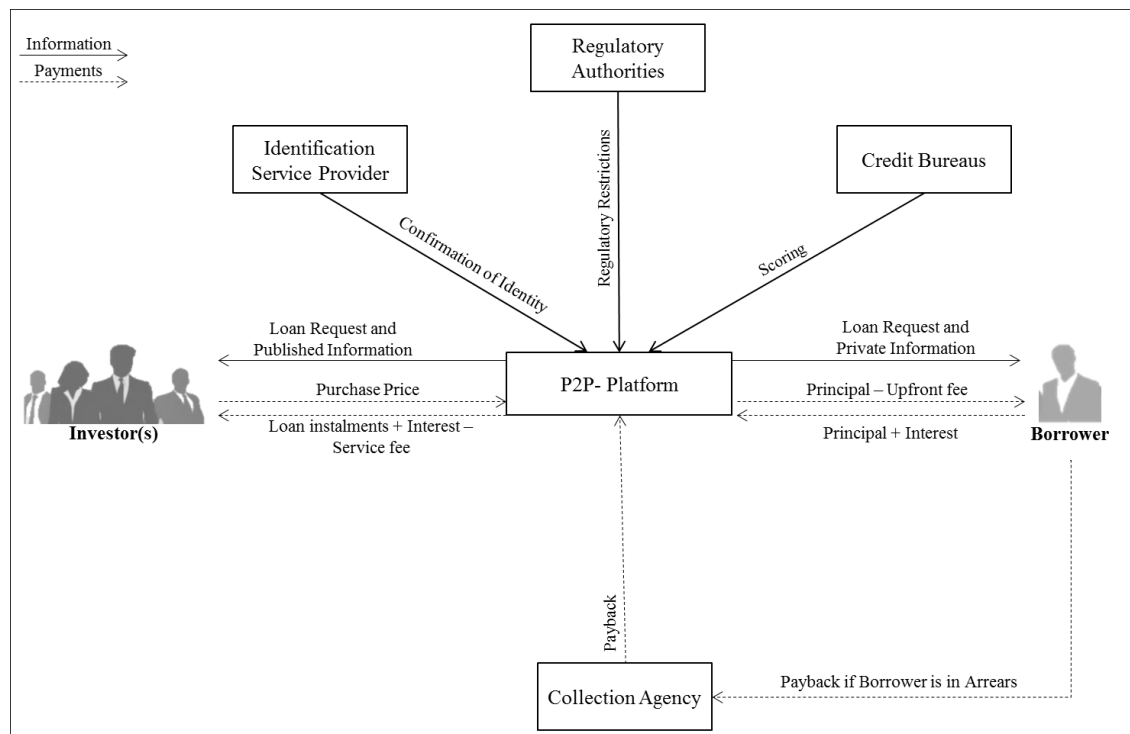 Information
Payments
Regulatory
Authorities
Identification
Service Provider
Credit Bureaus
Regulatory Restrictions
Confirmation of Identity
Scoring
Loan Request and
Published Information
Loan Request and
Private Information
P2P- Platform
Purchase Price
Principal – Upfront fee
Loan instalments + Interest –
Service fee
Principal + Interest
Investor(s)
Borrower
Payback
Collection Agency
Payback if Borrower is in Arrears